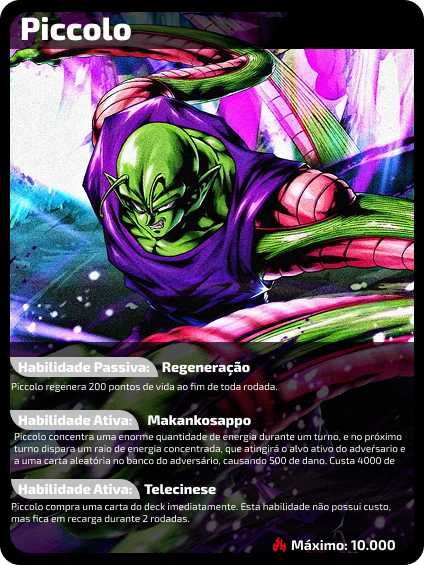 Piccolo
Habilidade Passiva: Regeneração
Piccolo regenera 200 pontos de vida ao fim de toda rodada.
Habilidade Ativa: Makankosappo
Piccolo concentra uma enorme quantidade de energia durante um turno, e no próximo
turno dispara um raio de energia concentrada, que atingirá o alvo ativo do adversario e
a uma carta aleatória no banco do adversário, causando 500 de dano. Custa 4000 de
Habilidade Ativa: Telecinese
Piccolo compra uma carta do deck imediatamente. Esta habilidade não possui custo,
mas fica em recarga durante 2 rodadas.
Máximo: 10.000